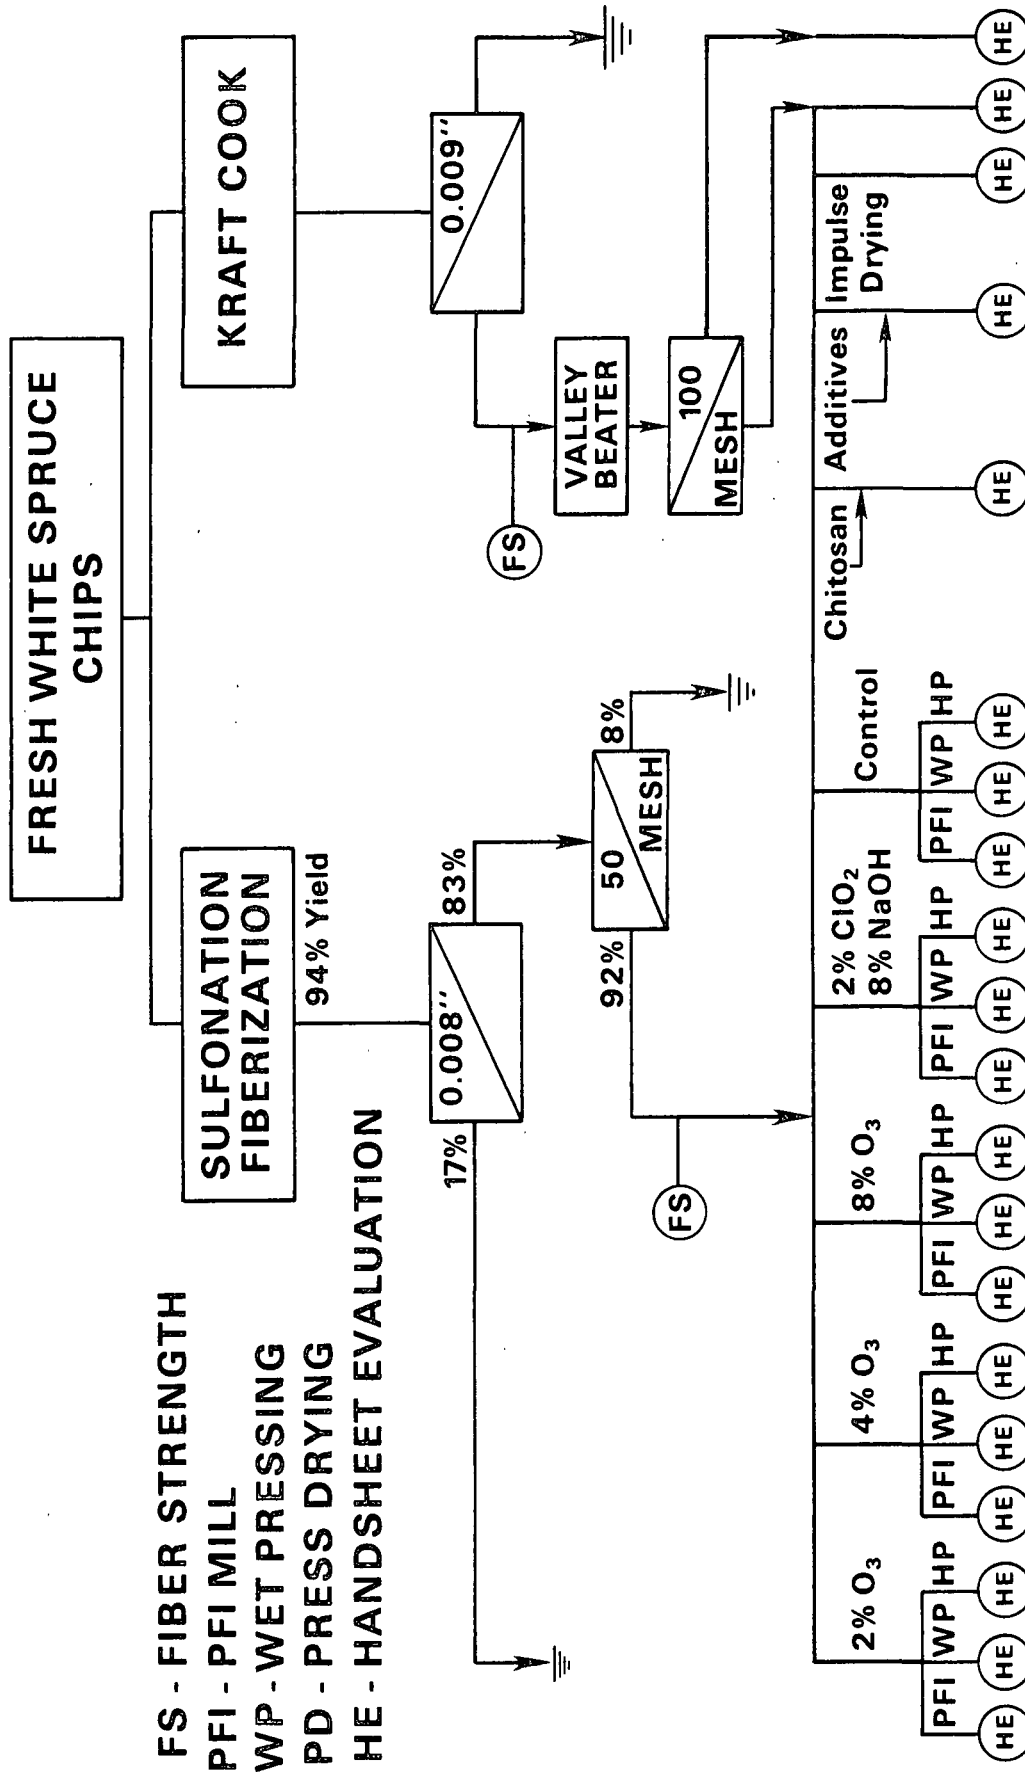 FRESH WHITE SPRUCE
CHIPS
FS - FIBER STRENGTH
PFI - PFI MILL
WP - WET PRESSING
PD - PRESS DRYING
HE - HANDSHEET EVALUATION
SULFONATION
FIBERIZATION
94% Yield
KRAFT COOK
0.008"
17%
83%
0.009"
50
MESH
92%
8%
FS
FS
VALLEY
BEATER
100
MESH
2% O₃
4% O₃
8% O₃
2% ClO₂
8% NaOH
Control
Chitosan
Additives
Impulse
Drying
PFI WP HP
PFI WP HP
PFI WP HP
PFI WP HP
PFI WP HP
HE HE HE HE HE HE HE HE HE HE HE HE HE HE HE HE HE HE HE HE